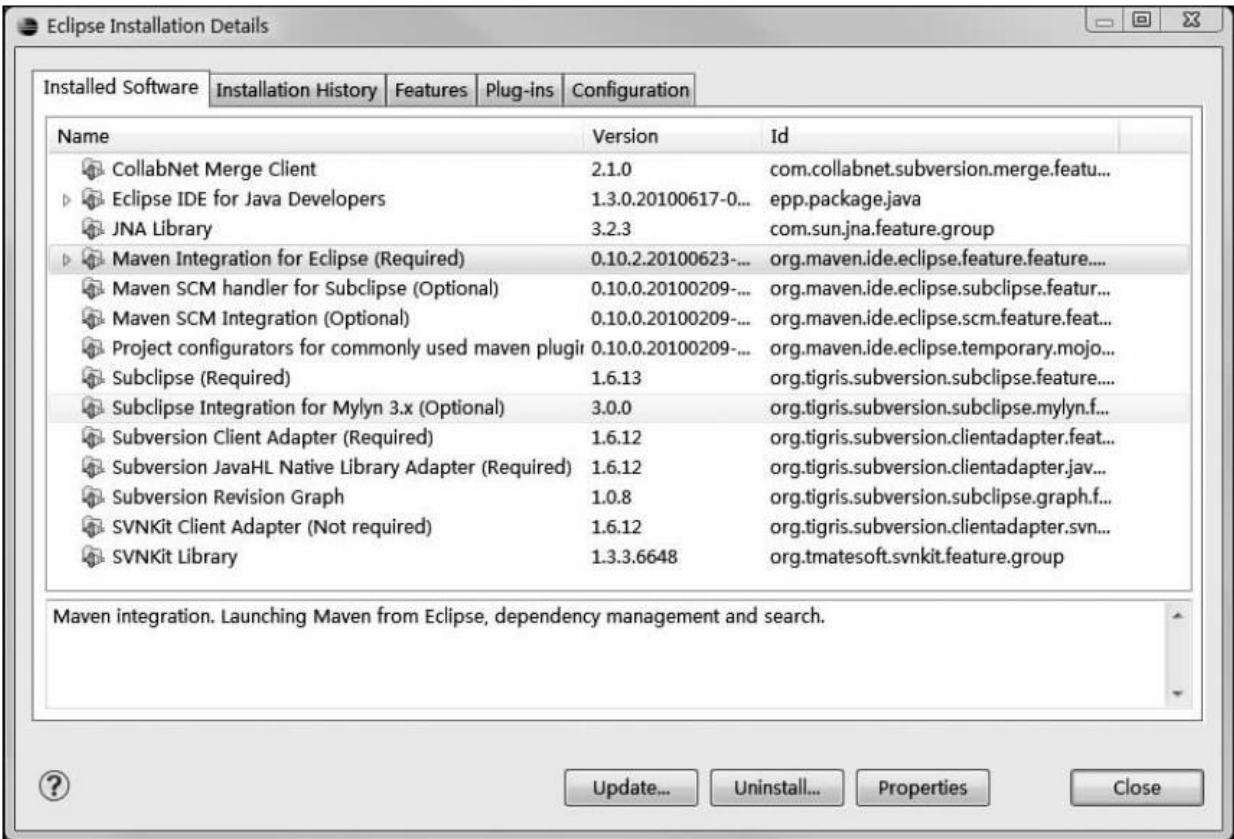 Eclipse Installation Details
Installed Software Installation History Features Plug-ins Configuration
Name Version Id
CollabNet Merge Client 2.1.0 com.collabnet.subversion.merge.featu...
Eclipse IDE for Java Developers 1.3.0.20100617-0... epp.package.java
JNA Library 3.2.3 com.sun.jna.feature.group
Maven Integration for Eclipse (Required) 0.10.2.20100623-... org.maven.ide.eclipse.feature.feature....
Maven SCM handler for Subclipse (Optional) 0.10.0.20100209-... org.maven.ide.eclipse.subclipse.featur...
Maven SCM Integration (Optional) 0.10.0.20100209-... org.maven.ide.eclipse.scm.feature.feat...
Project configurators for commonly used maven plugin 0.10.0.20100209-... org.maven.ide.eclipse.temporary.mojo...
Subclipse (Required) 1.6.13 org.tigris.subversion.subclipse.feature....
Subclipse Integration for Mylyn 3.x (Optional) 3.0.0 org.tigris.subversion.subclipse.mylyn.f...
Subversion Client Adapter (Required) 1.6.12 org.tigris.subversion.clientadapter.feat...
Subversion JavaHL Native Library Adapter (Required) 1.6.12 org.tigris.subversion.clientadapter.jav...
Subversion Revision Graph 1.0.8 org.tigris.subversion.subclipse.graph.f...
SVNKit Client Adapter (Not required) 1.6.12 org.tigris.subversion.clientadapter.svn...
SVNKit Library 1.3.3.6648 org.tmatesoft.svnkit.feature.group
Maven integration. Launching Maven from Eclipse, dependency management and search.
? Update... Uninstall... Properties Close